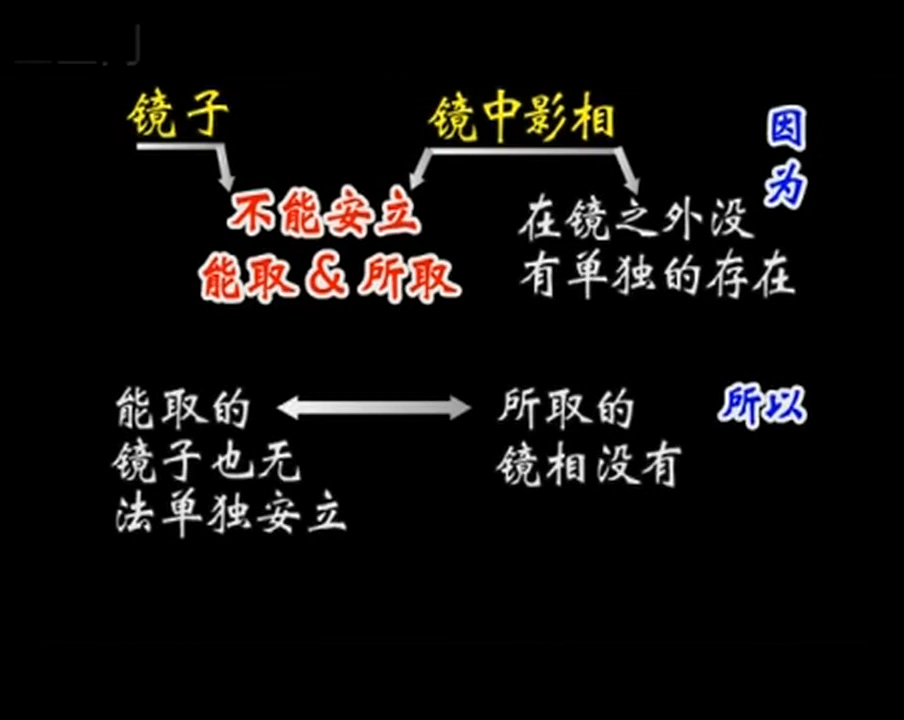 镜子
镜中影相
因为
不能安立
能取 & 所取
在镜之外没
有单独的存在
能取的
镜子也无
法单独安立
所取的
镜相没有
所以